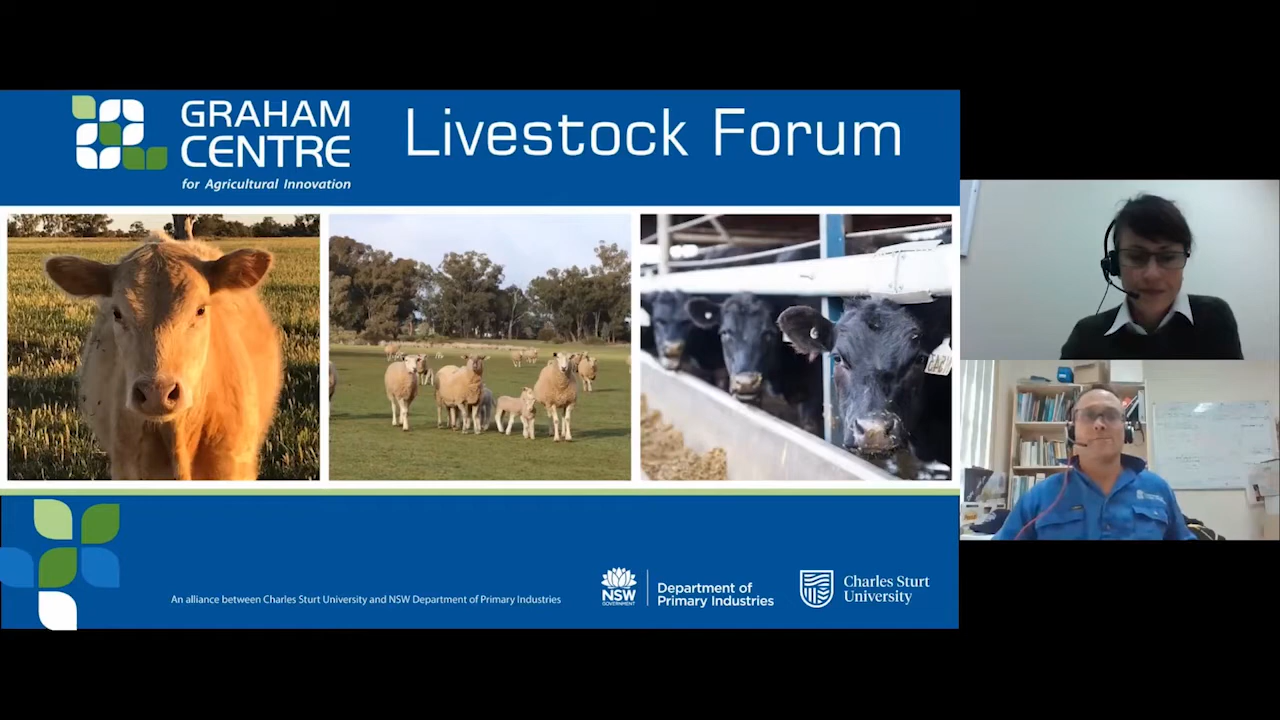 GRAHAM
CENTRE
for Agricultural Innovation
Livestock Forum
An alliance between Charles Sturt University and NSW Department of Primary Industries
NSW
GOVERNMENT
Department of
Primary Industries
Charles Sturt
University